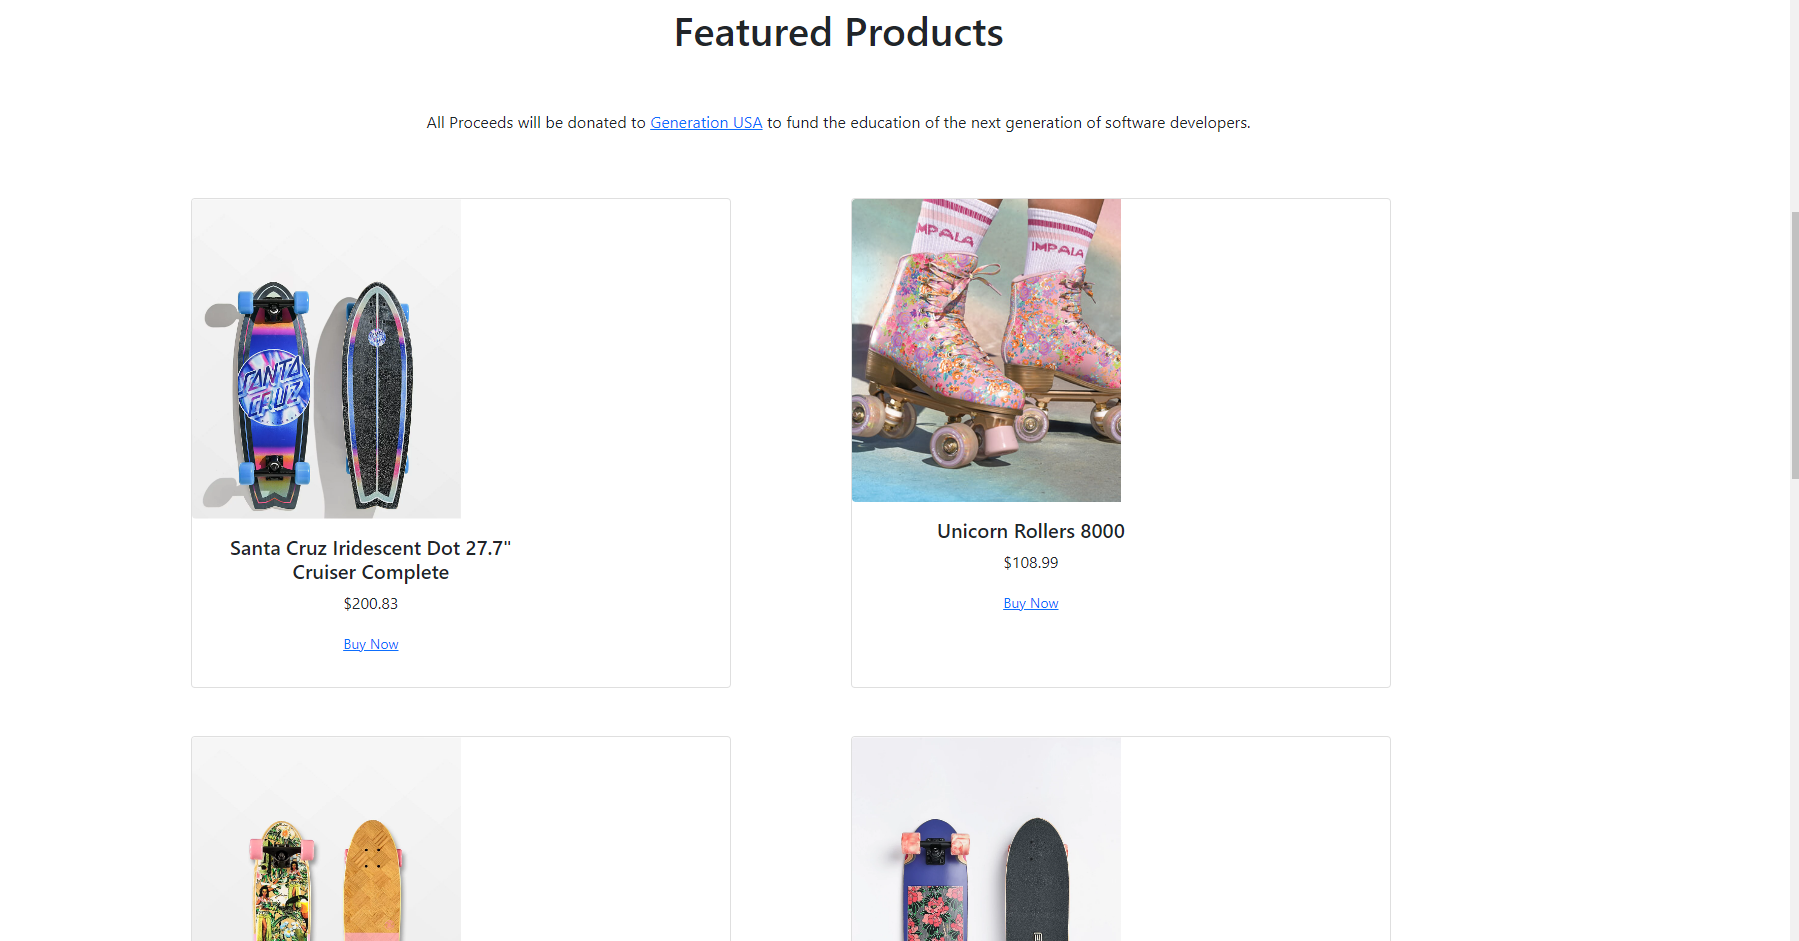 Featured Products
All Proceeds will be donated to Generation USA to fund the education of the next generation of software developers.
SANTA
CRUZ
IMPALA
IMPALA
Santa Cruz Iridescent Dot 27.7"
Cruiser Complete
$200.83
Buy Now
Unicorn Rollers 8000
$108.99
Buy Now